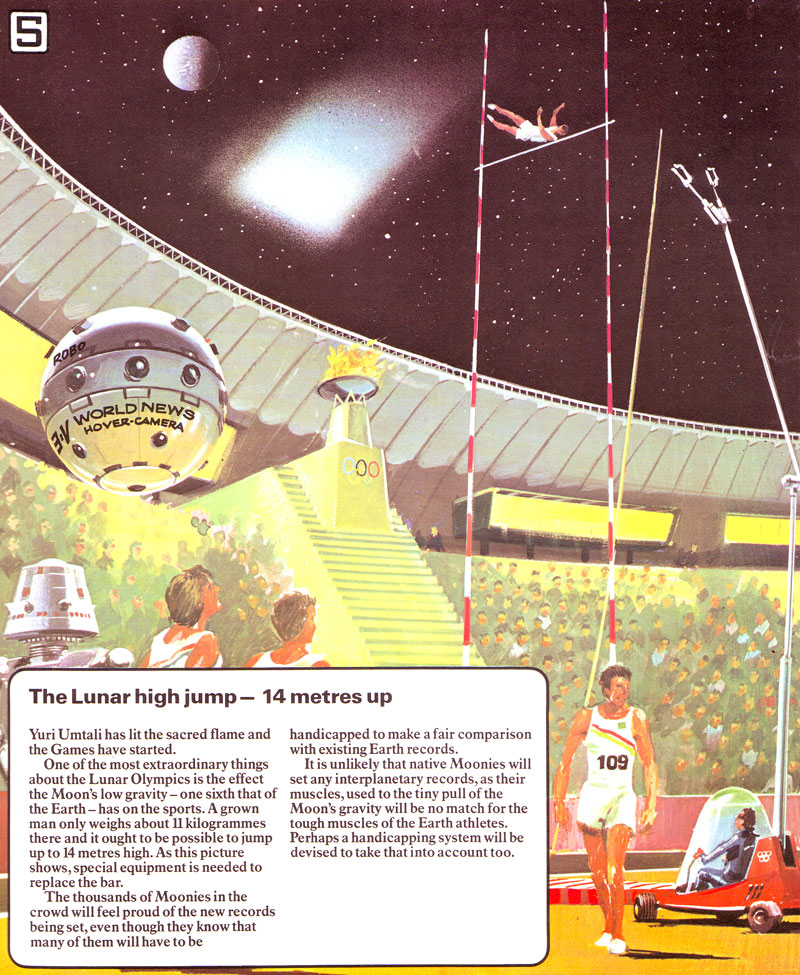 5
ROBO
3·V WORLD NEWS
HOVER-CAMERA
109
The Lunar high jump – 14 metres up
Yuri Umtali has lit the sacred flame and
the Games have started.
One of the most extraordinary things
about the Lunar Olympics is the effect
the Moon's low gravity – one sixth that of
the Earth – has on the sports. A grown
man only weighs about 11 kilogrammes
there and it ought to be possible to jump
up to 14 metres high. As this picture
shows, special equipment is needed to
replace the bar.
The thousands of Moonies in the
crowd will feel proud of the new records
being set, even though they know that
many of them will have to be
handicapped to make a fair comparison
with existing Earth records.
It is unlikely that native Moonies will
set any interplanetary records, as their
muscles, used to the tiny pull of the
Moon's gravity will be no match for the
tough muscles of the Earth athletes.
Perhaps a handicapping system will be
devised to take that into account too.